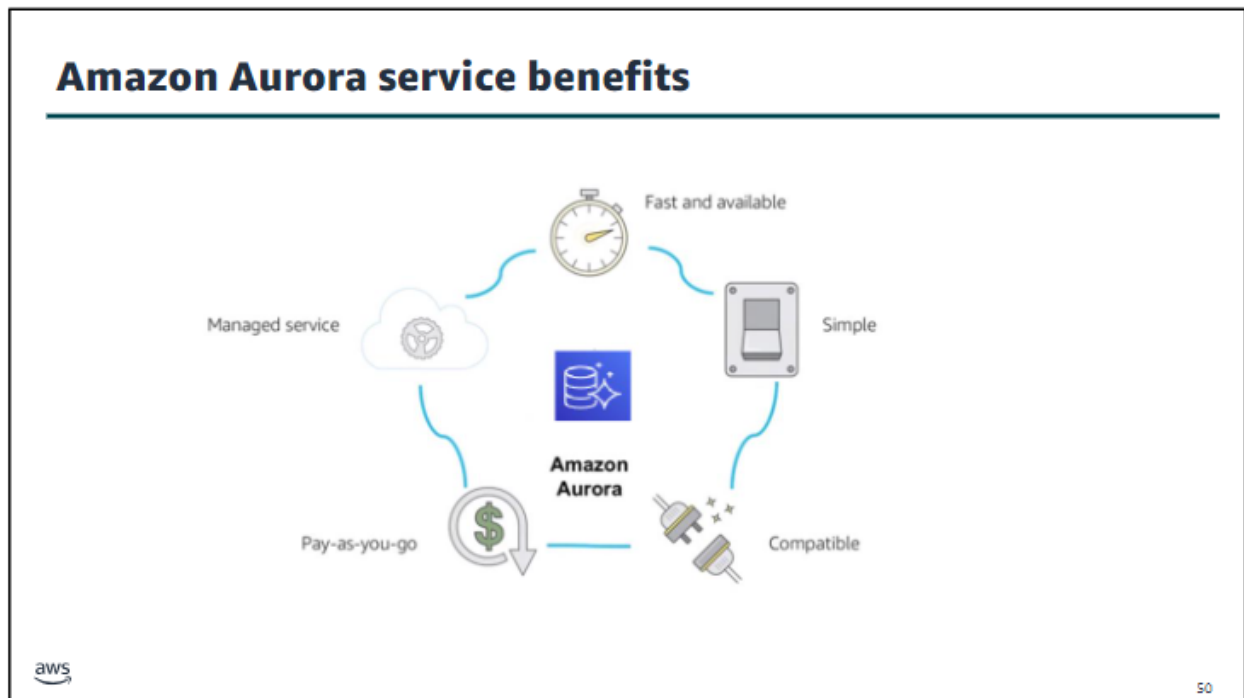 Amazon Aurora service benefits
Fast and available
Managed service
Simple
Amazon
Aurora
Pay-as-you-go
Compatible
aws
50